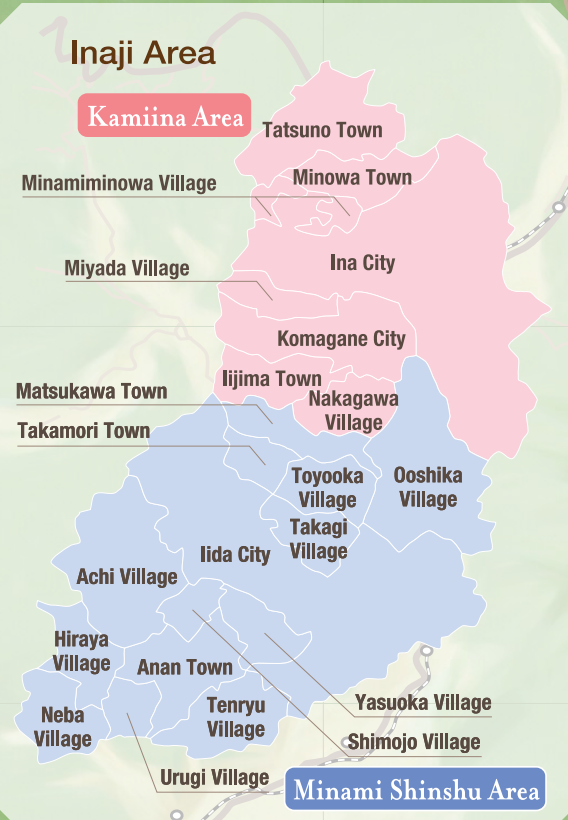 Inaji Area
Kamiina Area
Tatsuno Town
Minowa Town
Minamiminowa Village
Ina City
Miyada Village
Komagane City
Iijima Town
Nakagawa
Village
Matsukawa Town
Takamori Town
Toyooka
Village
Ooshika
Village
Takagi
Village
Iida City
Achi Village
Hiraya
Village
Anan Town
Neba
Village
Tenryu
Village
Yasuoka Village
Shimojo Village
Urugi Village
Minami Shinshu Area